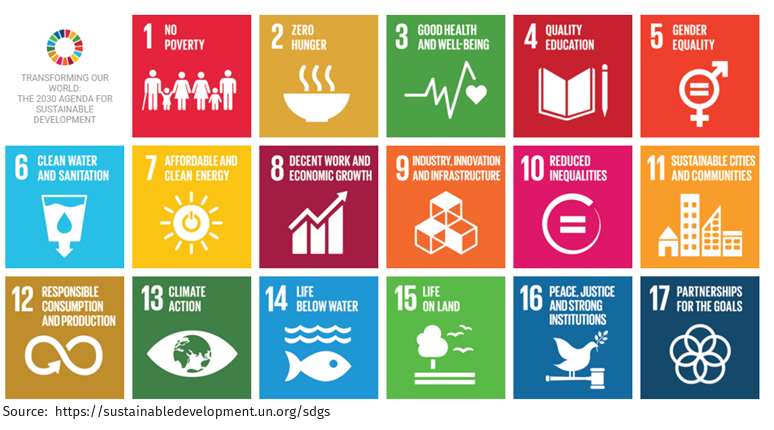 TRANSFORMING OUR
WORLD:
THE 2030 AGENDA FOR
SUSTAINABLE
DEVELOPMENT
1 NO
POVERTY
2 ZERO
HUNGER
3 GOOD HEALTH
AND WELL-BEING
4 QUALITY
EDUCATION
5 GENDER
EQUALITY
6 CLEAN WATER
AND SANITATION
7 AFFORDABLE AND
CLEAN ENERGY
8 DECENT WORK AND
ECONOMIC GROWTH
9 INDUSTRY, INNOVATION
AND INFRASTRUCTURE
10 REDUCED
INEQUALITIES
11 SUSTAINABLE CITIES
AND COMMUNITIES
12 RESPONSIBLE
CONSUMPTION
AND PRODUCTION
13 CLIMATE
ACTION
14 LIFE
BELOW WATER
15 LIFE
ON LAND
16 PEACE, JUSTICE
AND STRONG
INSTITUTIONS
17 PARTNERSHIPS
FOR THE GOALS
Source: https://sustainabledevelopment.un.org/sdgs